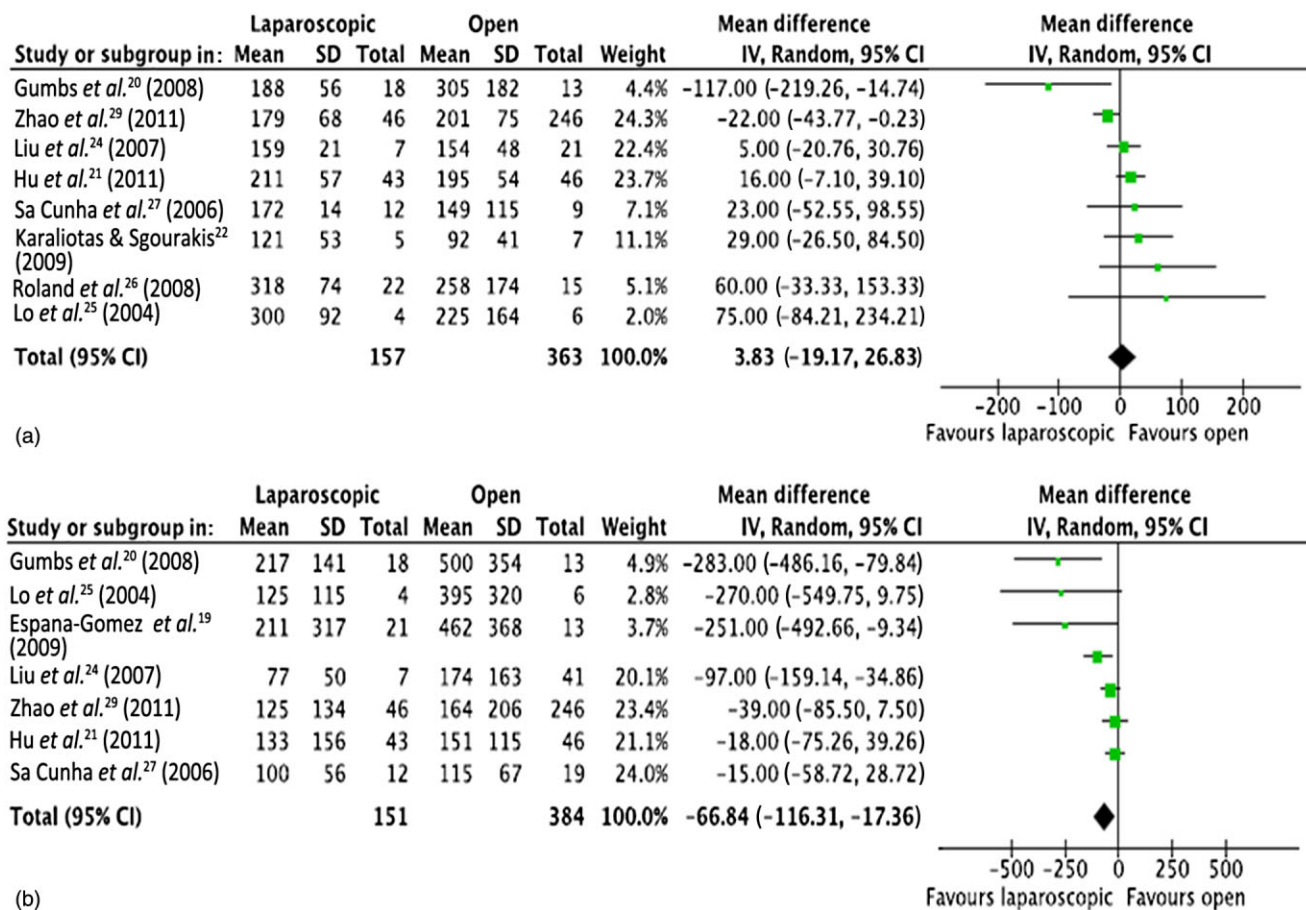 Laparoscopic Open Mean difference Mean difference
Study or subgroup in: Mean SD Total Mean SD Total Weight IV, Random, 95% CI IV, Random, 95% CI
Gumbs et al.20 (2008) 188 56 18 305 182 13 4.4% −117.00 (−219.26, −14.74)
Zhao et al.29 (2011) 179 68 46 201 75 246 24.3% −22.00 (−43.77, −0.23)
Liu et al.24 (2007) 159 21 7 154 48 21 22.4% 5.00 (−20.76, 30.76)
Hu et al.21 (2011) 211 57 43 195 54 46 23.7% 16.00 (−7.10, 39.10)
Sa Cunha et al.27 (2006) 172 14 12 149 115 9 7.1% 23.00 (−52.55, 98.55)
Karaliotas & Sgourakis22 121 53 5 92 41 7 11.1% 29.00 (−26.50, 84.50)
(2009)
Roland et al.26 (2008) 318 74 22 258 174 15 5.1% 60.00 (−33.33, 153.33)
Lo et al.25 (2004) 300 92 4 225 164 6 2.0% 75.00 (−84.21, 234.21)
Total (95% CI) 157 363 100.0% 3.83 (−19.17, 26.83)
−200 −100 0 100 200
Favours laparoscopic Favours open
(a)
Laparoscopic Open Mean difference Mean difference
Study or subgroup in: Mean SD Total Mean SD Total Weight IV, Random, 95% CI IV, Random, 95% CI
Gumbs et al.20 (2008) 217 141 18 500 354 13 4.9% −283.00 (−486.16, −79.84)
Lo et al.25 (2004) 125 115 4 395 320 6 2.8% −270.00 (−549.75, 9.75)
Espana-Gomez et al.19 211 317 21 462 368 13 3.7% −251.00 (−492.66, −9.34)
(2009)
Liu et al.24 (2007) 77 50 7 174 163 41 20.1% −97.00 (−159.14, −34.86)
Zhao et al.29 (2011) 125 134 46 164 206 246 23.4% −39.00 (−85.50, 7.50)
Hu et al.21 (2011) 133 156 43 151 115 46 21.1% −18.00 (−75.26, 39.26)
Sa Cunha et al.27 (2006) 100 56 12 115 67 19 24.0% −15.00 (−58.72, 28.72)
Total (95% CI) 151 384 100.0% −66.84 (−116.31, −17.36)
−500 −250 0 250 500
Favours laparoscopic Favours open
(b)